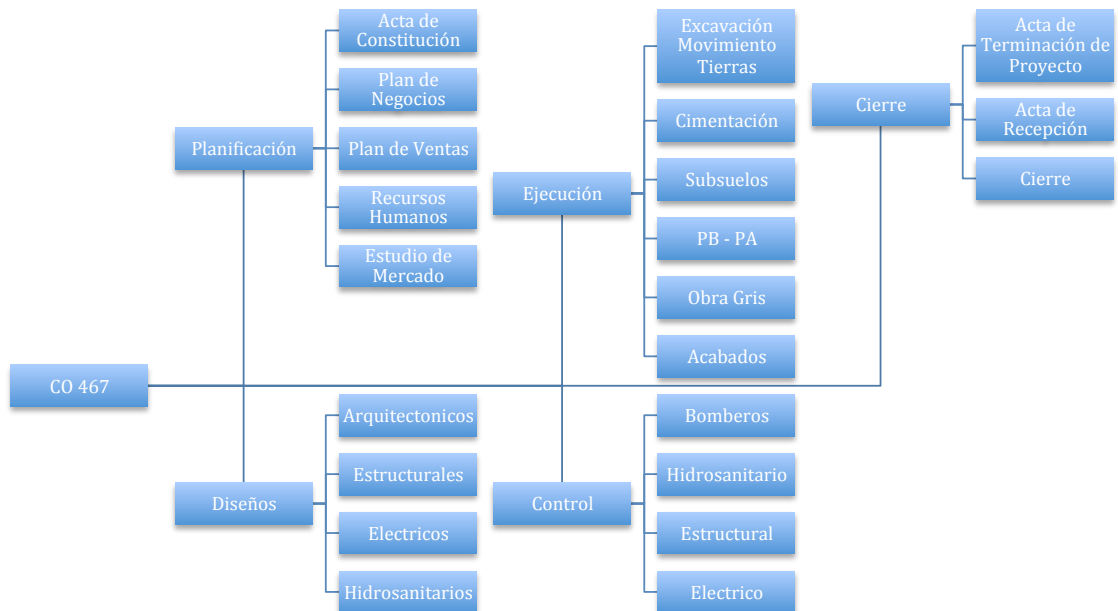 CO 467
Planificación
Acta de
Constitución
Plan de
Negocios
Plan de Ventas
Recursos
Humanos
Estudio de
Mercado
Diseños
Arquitectonicos
Estructurales
Electricos
Hidrosanitarios
Ejecución
Excavación
Movimiento
Tierras
Cimentación
Subsuelos
PB - PA
Obra Gris
Acabados
Control
Bomberos
Hidrosanitario
Estructural
Electrico
Cierre
Acta de
Terminación de
Proyecto
Acta de
Recepción
Cierre